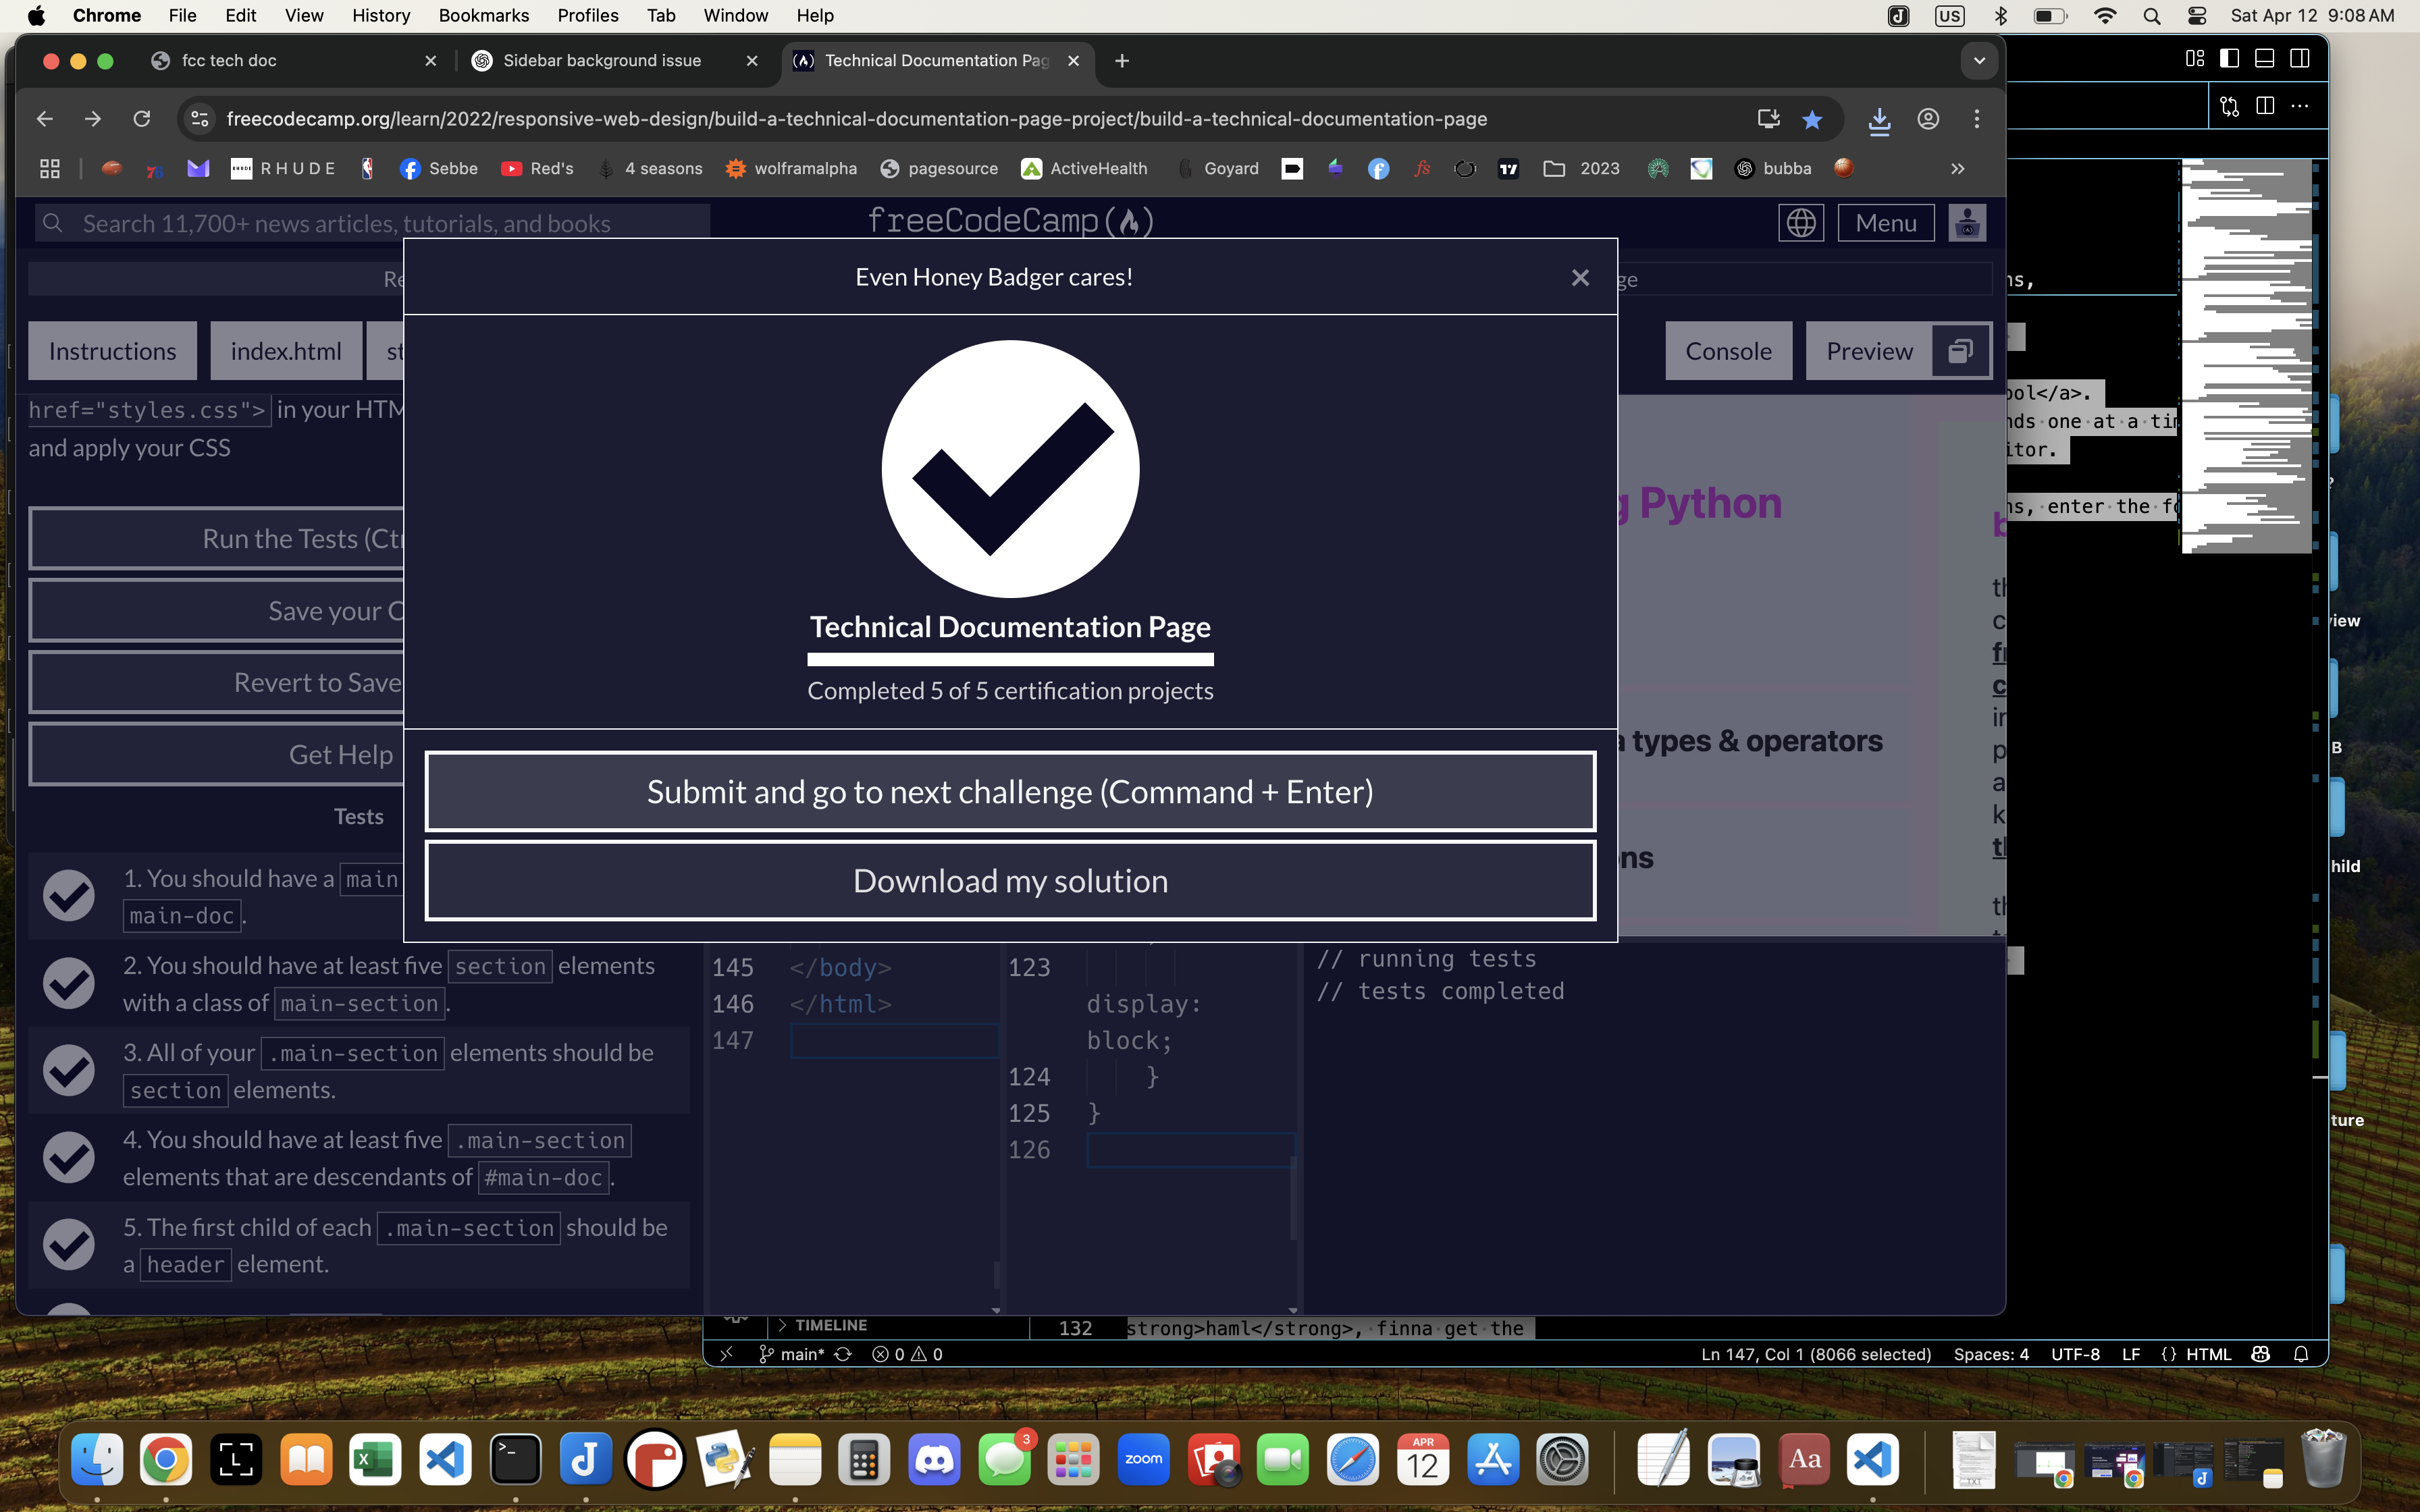 Chrome File Edit View History Bookmarks Profiles Tab Window Help
US Sat Apr 12 9:08 AM
fcc tech doc
Sidebar background issue
Technical Documentation Pag
freecodecamp.org/learn/2022/responsive-web-design/build-a-technical-documentation-page-project/build-a-technical-documentation-page
76 RHUDE Sebbe Red's 4 seasons wolframalpha pagesource ActiveHealth Goyard 2023 bubba
Search 11,700+ news articles, tutorials, and books
freeCodeCamp
Menu
Even Honey Badger cares!
Instructions
index.html
Console
Preview
href="styles.css"> in your HTM
and apply your CSS
g Python
Technical Documentation Page
Completed 5 of 5 certification projects
Submit and go to next challenge (Command + Enter)
Download my solution
Run the Tests (Ctr
Save your C
Revert to Save
Get Help
types & operators
Tests
1. You should have a main
main-doc.
2. You should have at least five section elements
with a class of main-section.
3. All of your .main-section elements should be
section elements.
4. You should have at least five .main-section
elements that are descendants of #main-doc.
5. The first child of each .main-section should be
a header element.
145 </body>
146 </html>
147
123
display:
block;
124 }
125 }
126
// running tests
// tests completed
ool</a>.
nds one at a tim
itor.
ns, enter the fo
TIMELINE
132 strong>haml</strong>, finna get the
main* 0 0
Ln 147, Col 1 (8066 selected) Spaces: 4 UTF-8 LF {} HTML
view
B
hild
ture
3
zoom
APR
12
Aa
TXT